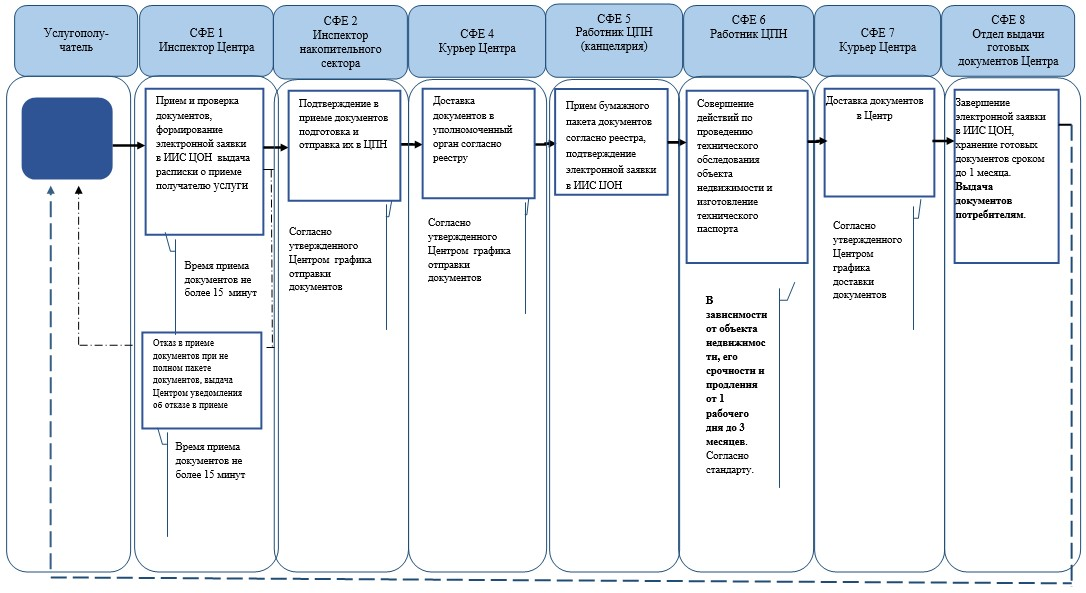 Услугополу-
чатель
СФЕ 1
Инспектор Центра
СФЕ 2
Инспектор
накопительного
сектора
СФЕ 4
Курьер Центра
СФЕ 5
Работник ЦПН
(канцелярия)
СФЕ 6
Работник ЦПН
СФЕ 7
Курьер Центра
СФЕ 8
Отдел выдачи
готовых
документов Центра
Прием и проверка
документов,
формирование
электронной заявки
в ИИС ЦОН выдача
расписки о приеме
получателю услуги
Время приема
документов не
более 15 минут
Отказ в приеме
документов при не
полном пакете
документов, выдача
Центром уведомления
об отказе в приеме
Время приема
документов не
более 15 минут
Подтверждение в
приеме документов
подготовка и
отправка их в ЦПН
Согласно
утвержденного
Центром графика
отправки
документов
Доставка
документов в
уполномоченный
орган согласно
реестру
Согласно
утвержденного
Центром графика
отправки
документов
Прием бумажного
пакета документов
согласно реестра,
подтверждение
электронной заявки
в ИИС ЦОН
Совершение
действий по
проведению
технического
обследования
объекта
недвижимости и
изготовление
технического
паспорта
В
зависимости
от объекта
недвижимос
ти, его
срочности и
продления
от 1
рабочего
дня до 3
месяцев.
Согласно
стандарту.
Доставка документов
в Центр
Согласно
утвержденного
Центром
графика
доставки
документов
Завершение
электронной заявки
в ИИС ЦОН,
хранение готовых
документов сроком
до 1 месяца.
Выдача
документов
потребителям.